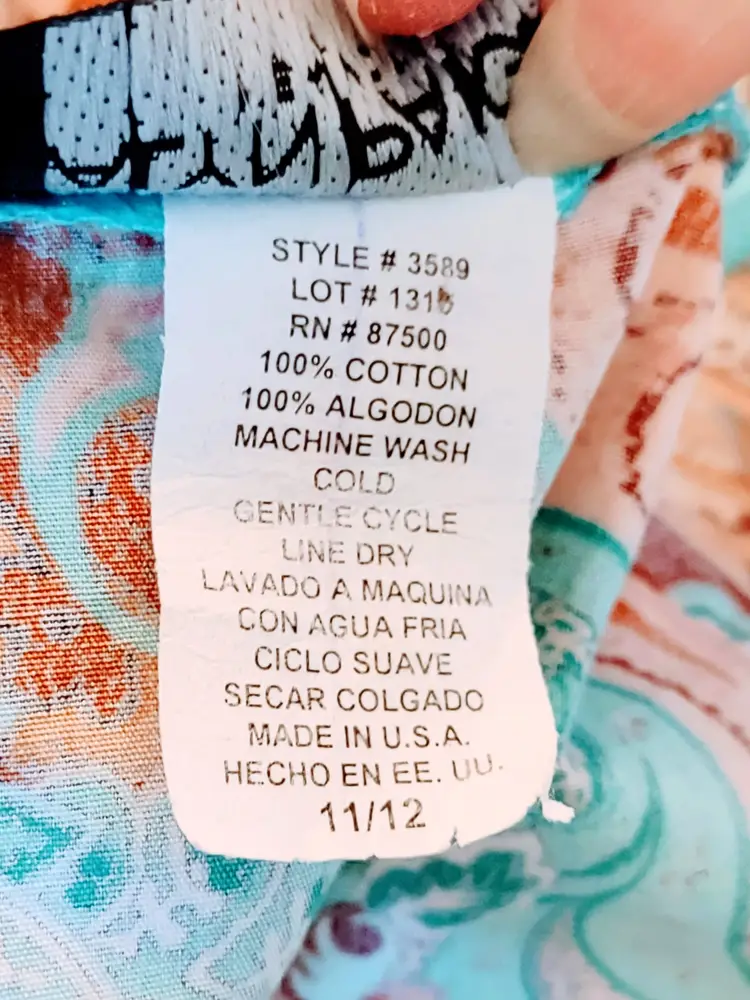 STYLE # 3589
LOT #
RN # 87500
100% COTTON
100% ALGODON
MACHINE WASH
COLD
GENTLE CYCLE
LINE DRY
LAVADO A MAQUINA
CON AGUA FRIA
CICLO SUAVE
SECAR COLGADO
MADE IN U.S.A.
HECHO EN EE. UU.
11/12